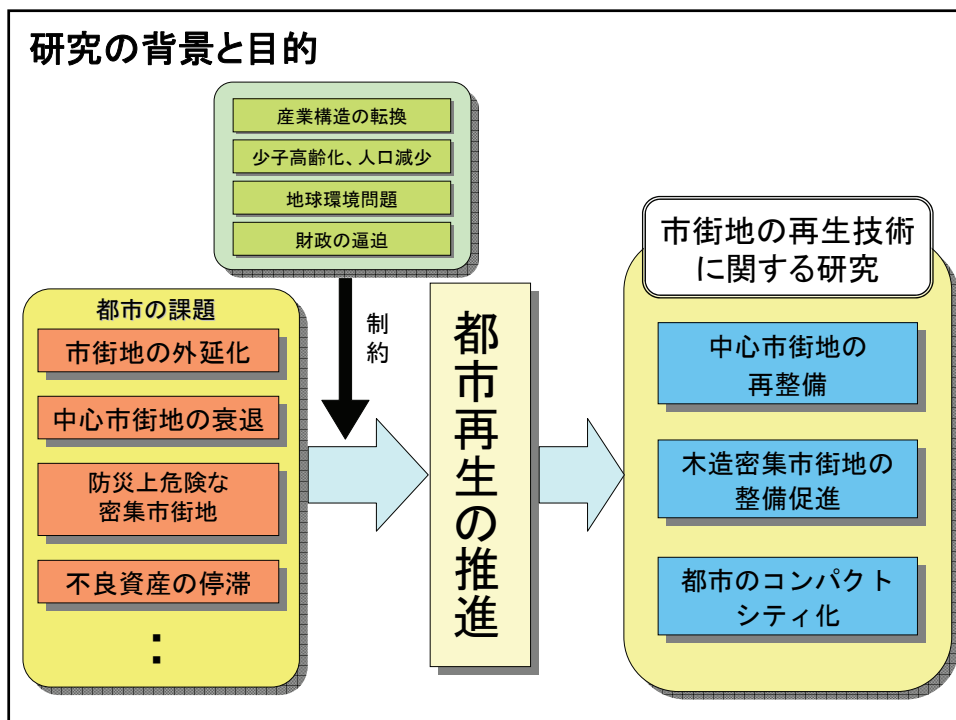 研究の背景と目的
産業構造の転換
少子高齢化、人口減少
地球環境問題
財政の逼迫
都市の課題
市街地の外延化
中心市街地の衰退
防災上危険な
密集市街地
不良資産の停滞
：
制約
都市再生の推進
市街地の再生技術
に関する研究
中心市街地の
再整備
木造密集市街地の
整備促進
都市のコンパクト
シティ化